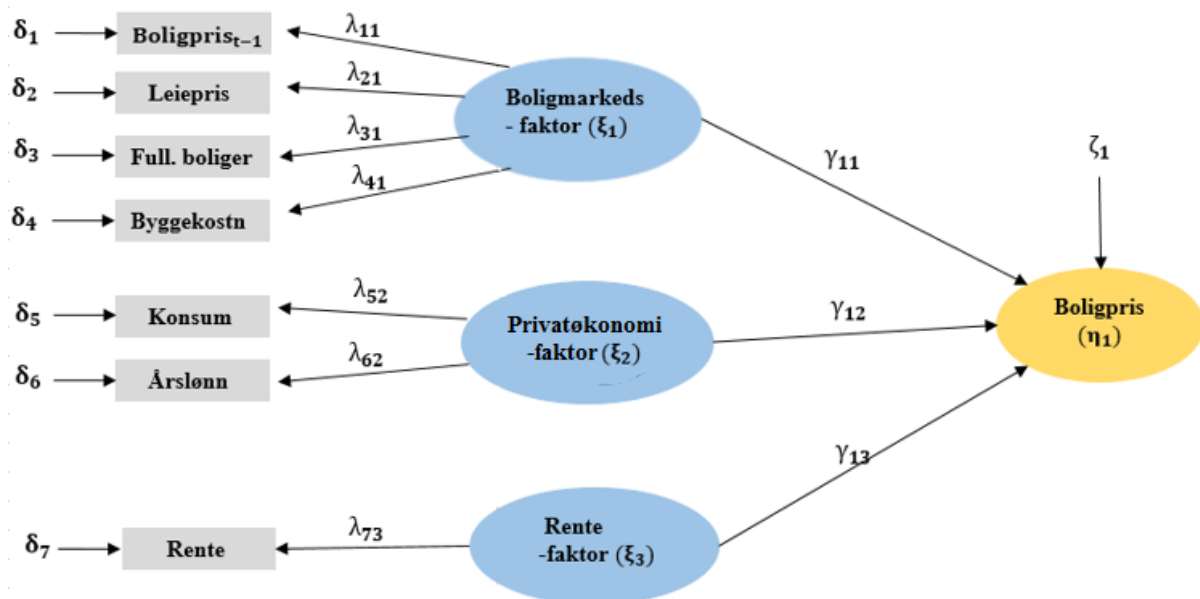 δ₁
Boligprisₜ₋₁
λ₁₁
δ₂
Leiepris
λ₂₁
δ₃
Full. boliger
λ₃₁
δ₄
Byggekostn
λ₄₁
Boligmarkeds
- faktor (ξ₁)
γ₁₁
ζ₁
δ₅
Konsum
λ₅₂
δ₆
Årslønn
λ₆₂
Privatøkonomi
-faktor (ξ₂)
γ₁₂
Boligpris
(η₁)
δ₇
Rente
λ₇₃
Rente
-faktor (ξ₃)
γ₁₃